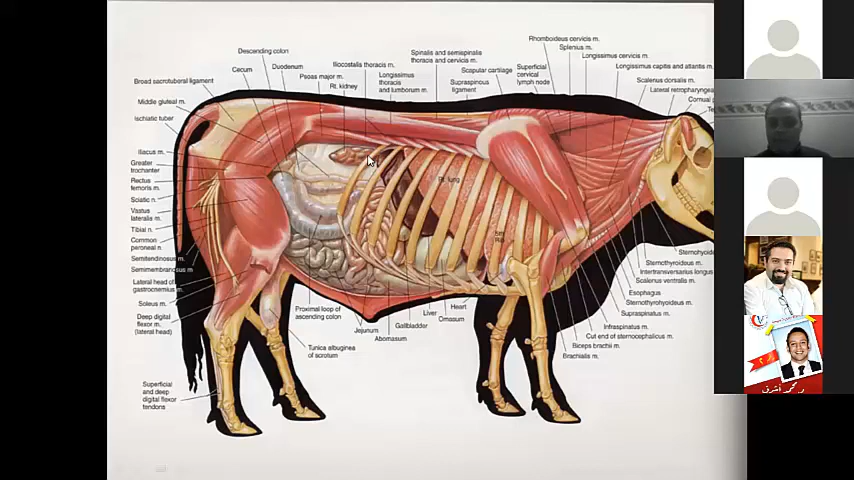 Rhomboideus cervicis m.
Splenius m.
Longissimus cervicis m.
Descending colon
Iliocostalis thoracis m.
Spinalis and semispinalis
thoracis and cervicis m.
Cecum
Duodenum
Psoas major m.
Longissimus
thoracis
and lumborum m.
Scapular cartilage
Superficial
cervical
lymph node
Longissimus capitis and atlantis m.
Broad sacrotuberal ligament
Rt. kidney
Supraspinous
ligament
Scalenus dorsalis m.
Lateral retropharyngea
Middle gluteal m.
Cornual
Ischiatic tuber
Te
Iliacus m.
Greater
trochanter
Rectus
femoris m.
Rt. lung
Sciatic n.
Vastus
lateralis m.
Tibial n.
Common
peroneal n.
Semitendinosus m.
Semimembranosus m
Lateral head of
gastrocnemius m.
Soleus m.
Deep digital
flexor m.
(lateral head)
Sternohyoide
Sternothyroideus m.
Intertransversarius longus
Scalenus ventralis m.
Esophagus
Sternothyrohyoideus m.
Supraspinatus m.
Infraspinatus m.
Cut end of sternocephalicus m.
Biceps brachii m.
Brachialis m.
Proximal loop of
ascending colon
Jejunum
Abomasum
Gallbladder
Liver
Omasum
Heart
Tunica albuginea
of scrotum
Superficial
and deep
digital flexor
tendons